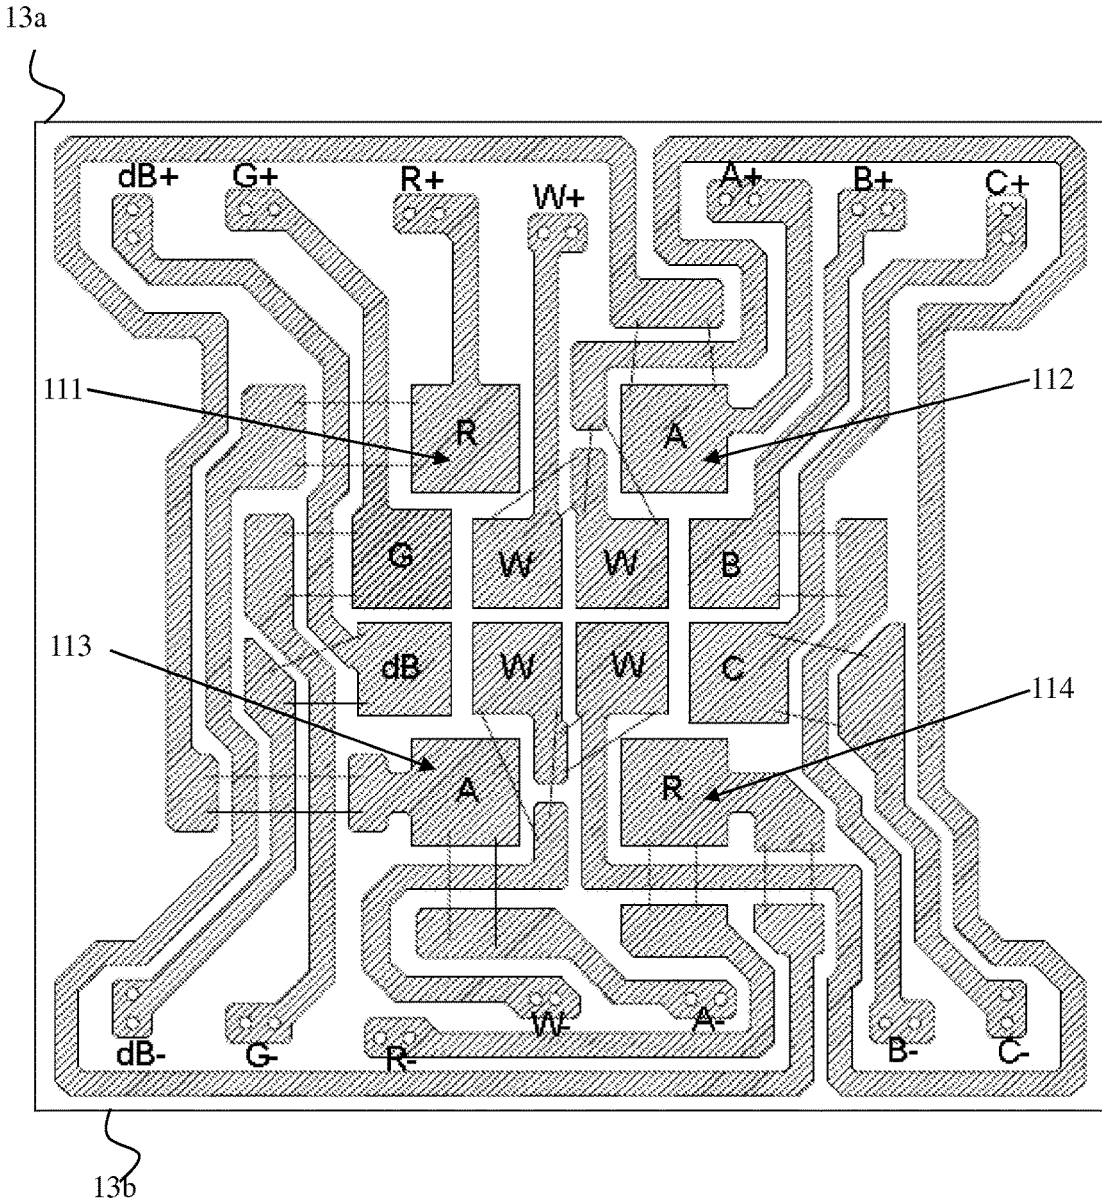 13a
dB+ G+ R+ W+ A+ B+ C+
111 112
R A
G W W B
113 dB W W C 114
A R
W- A-
dB- G- R- B- C-
13b